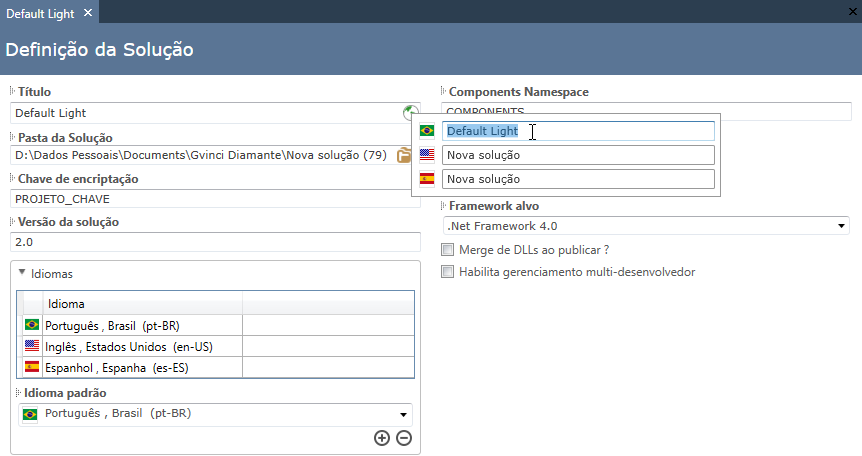 Default Light
Definição da Solução
Título
Default Light
Pasta da Solução
D:\Dados Pessoais\Documents\Gvinci Diamante\Nova solução (79)
Chave de encriptação
PROJETO_CHAVE
Versão da solução
2.0
Idiomas
Idioma
Português , Brasil (pt-BR)
Inglês , Estados Unidos (en-US)
Espanhol , Espanha (es-ES)
Idioma padrão
Português , Brasil (pt-BR)
Components Namespace
COMPONENTS
Default Light
Nova solução
Nova solução
Framework alvo
.Net Framework 4.0
Merge de DLLs ao publicar ?
Habilita gerenciamento multi-desenvolvedor